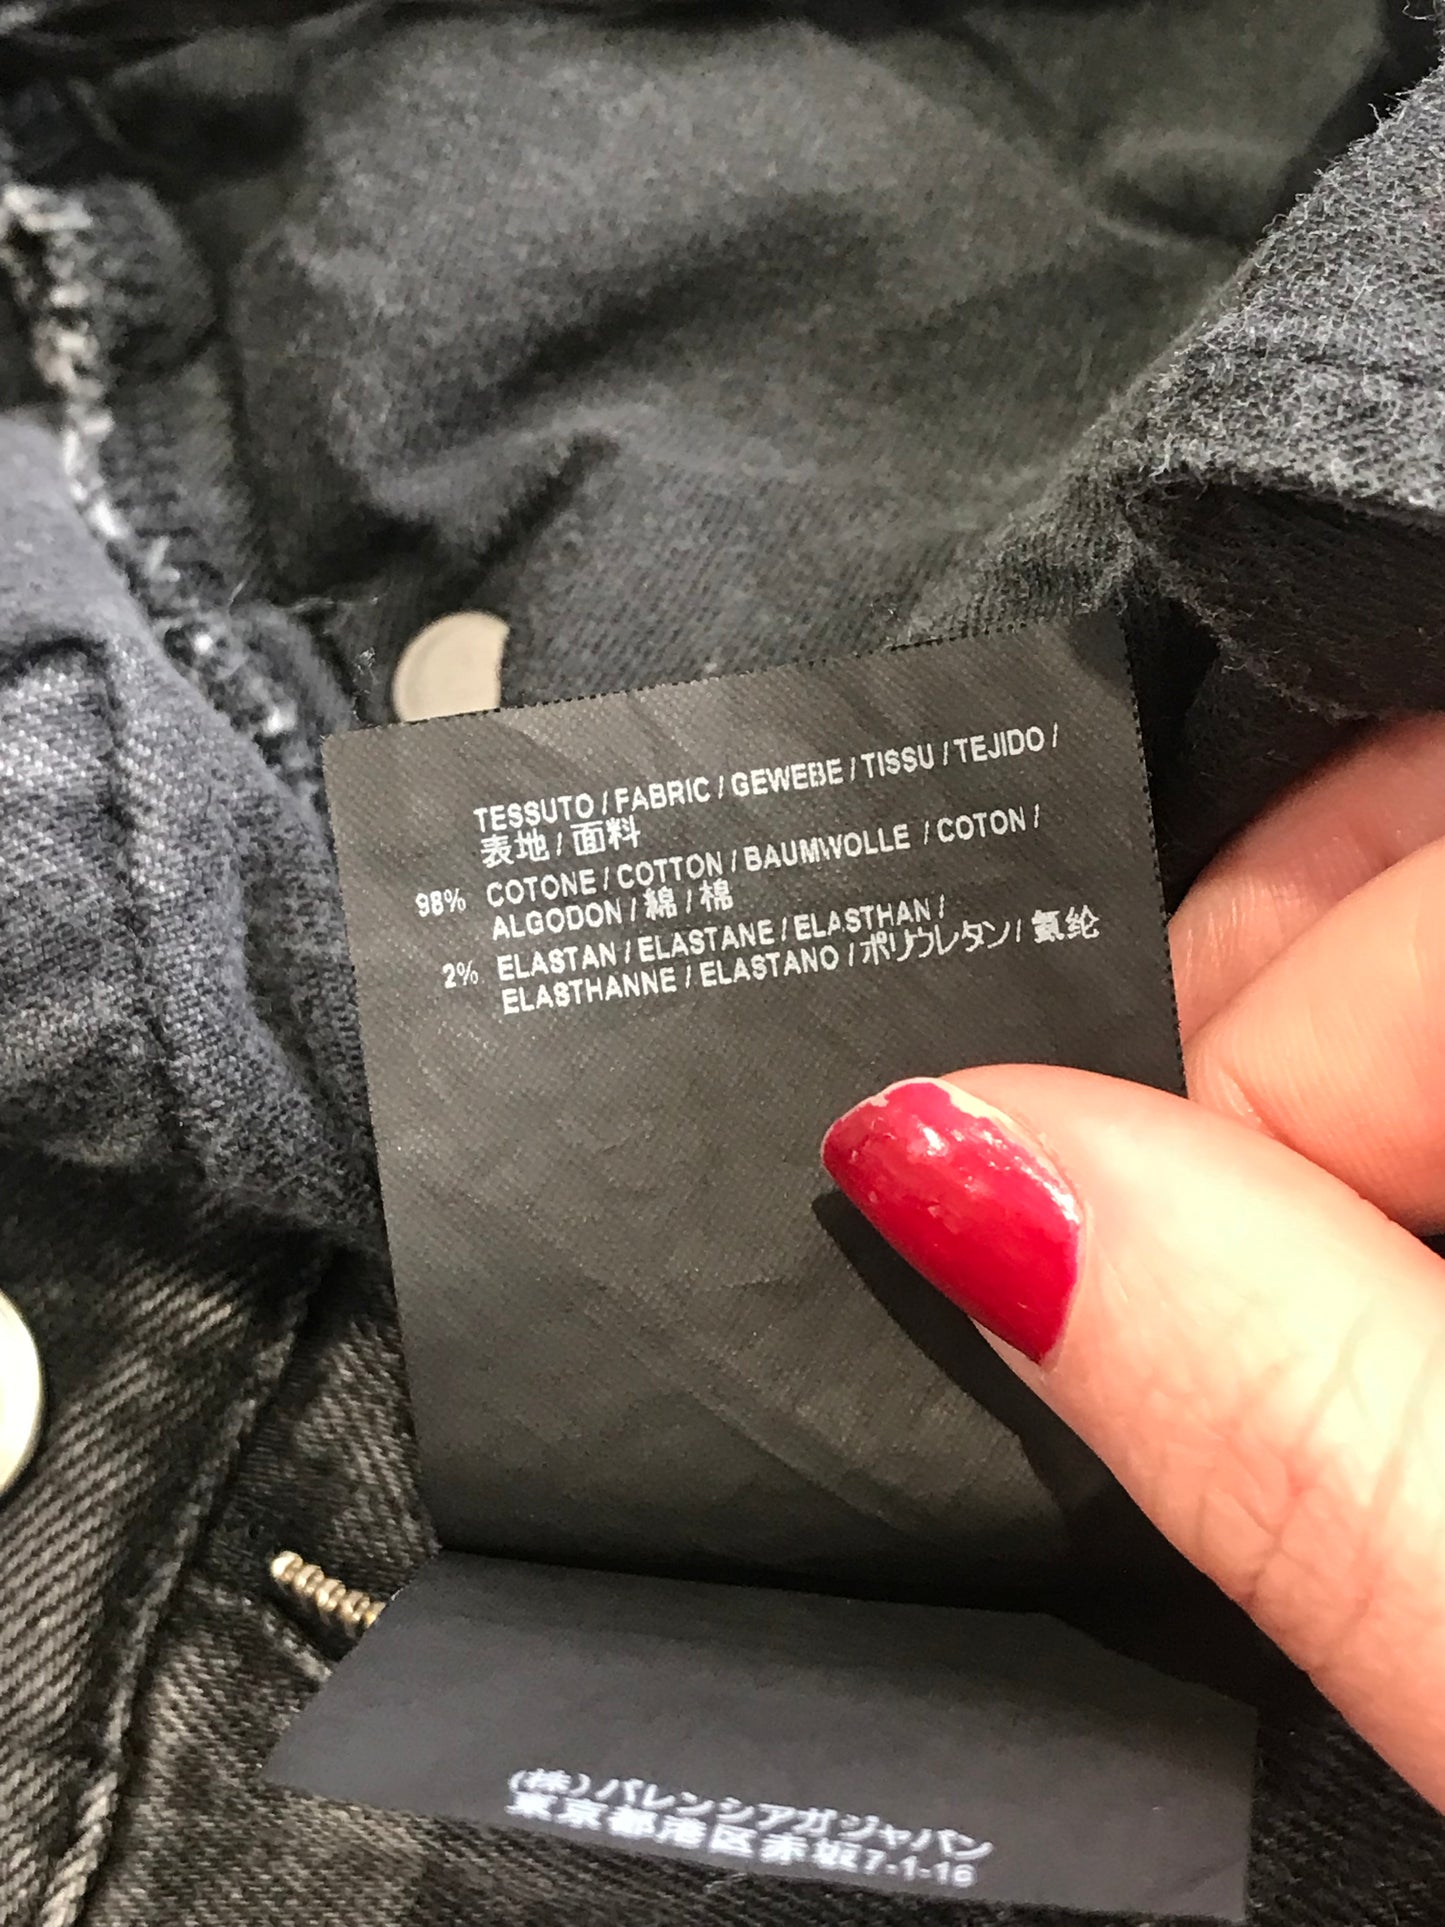 TESSUTO / FABRIC / GEWEBE / TISSU / TEJIDO /
表地 / 面料
98% COTONE / COTTON / BAUMWOLLE / COTON /
ALGODON / 綿 / 棉
2% ELASTAN / ELASTANE / ELASTHAN /
ELASTHANNE / ELASTANO / ポリウレタン / 氨纶
(株)バレンシアガジャパン
東京都港区赤坂7-1-16